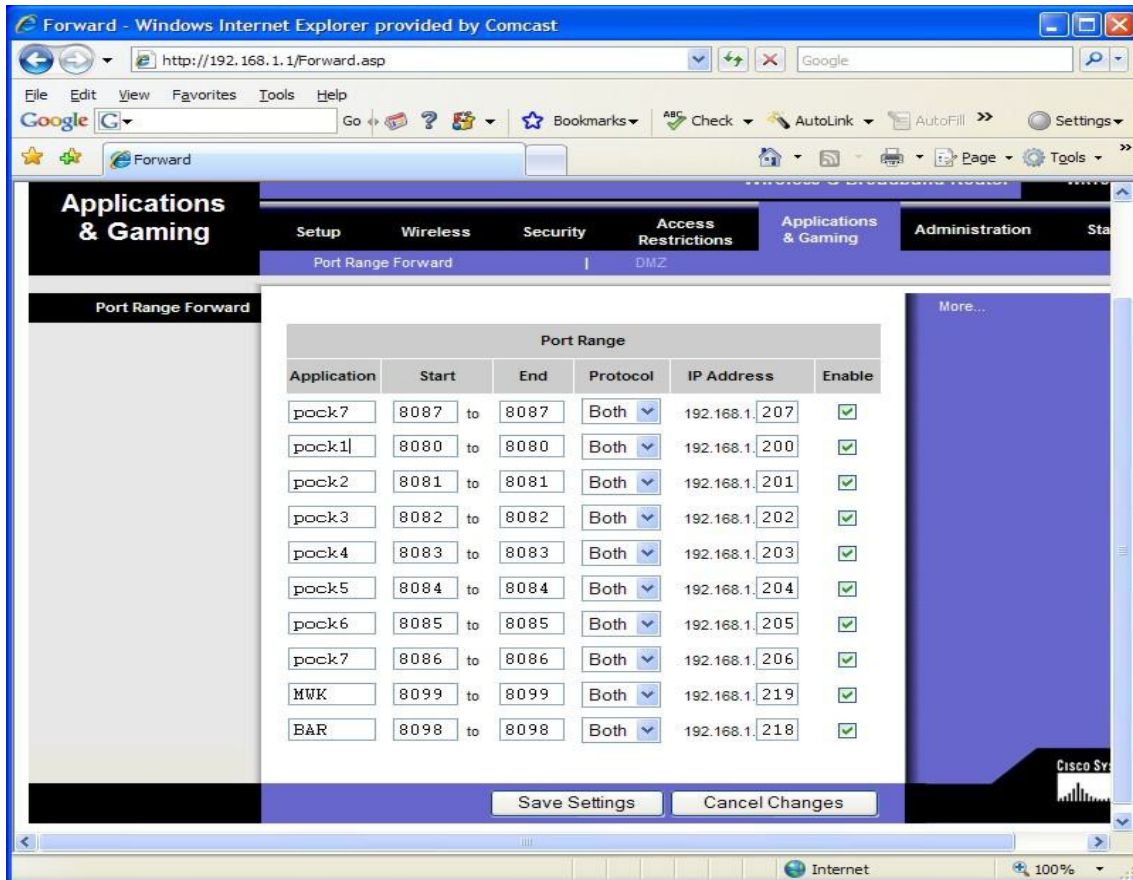 Forward - Windows Internet Explorer provided by Comcast
http://192.168.1.1/Forward.asp
Google
File Edit View Favorites Tools Help
Google G Go Bookmarks ABC Check AutoLink AutoFill >> Settings
Forward Page Tools >>
Applications & Gaming
Setup Wireless Security Access Restrictions Applications & Gaming Administration Sta
Port Range Forward | DMZ
Port Range Forward
More...
Port Range
Application Start End Protocol IP Address Enable
pock7 8087 to 8087 Both 192.168.1. 207
pock1 8080 to 8080 Both 192.168.1. 200
pock2 8081 to 8081 Both 192.168.1. 201
pock3 8082 to 8082 Both 192.168.1. 202
pock4 8083 to 8083 Both 192.168.1. 203
pock5 8084 to 8084 Both 192.168.1. 204
pock6 8085 to 8085 Both 192.168.1. 205
pock7 8086 to 8086 Both 192.168.1. 206
MWK 8099 to 8099 Both 192.168.1. 219
BAR 8098 to 8098 Both 192.168.1. 218
Cisco Sy
Save Settings Cancel Changes
Internet 100%